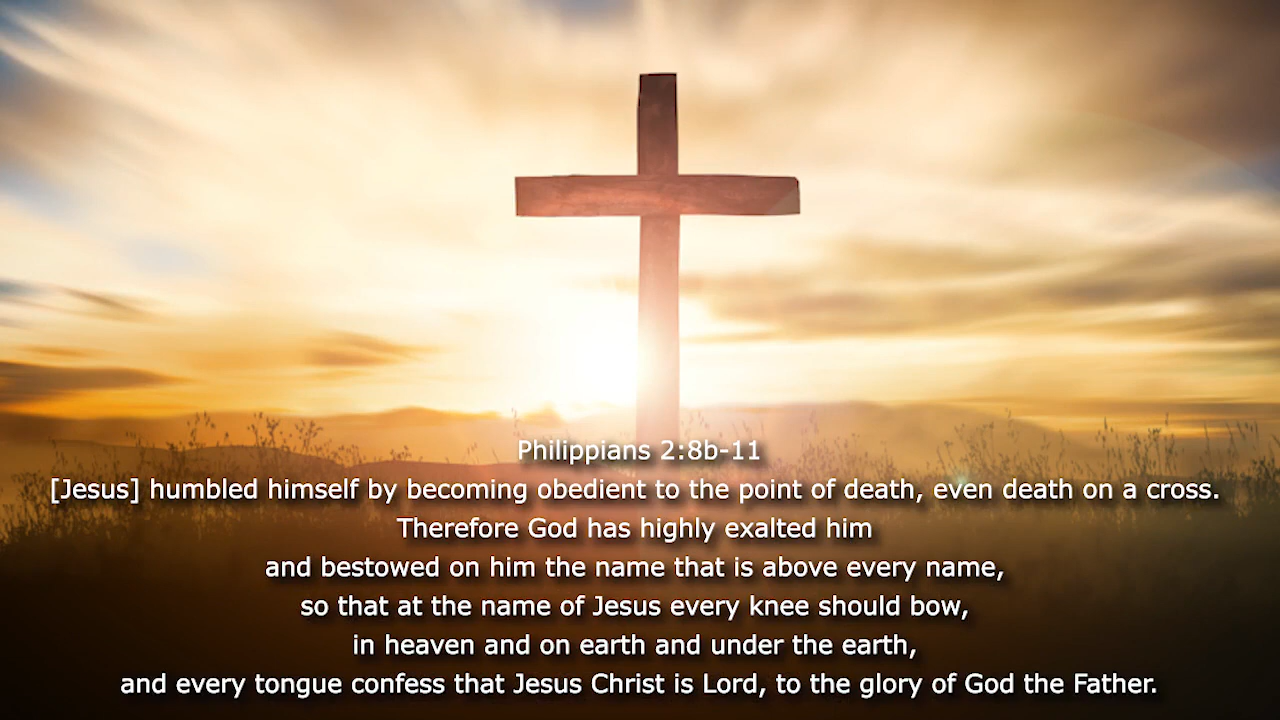 Philippians 2:8b-11
[Jesus] humbled himself by becoming obedient to the point of death, even death on a cross.
Therefore God has highly exalted him
and bestowed on him the name that is above every name,
so that at the name of Jesus every knee should bow,
in heaven and on earth and under the earth,
and every tongue confess that Jesus Christ is Lord, to the glory of God the Father.